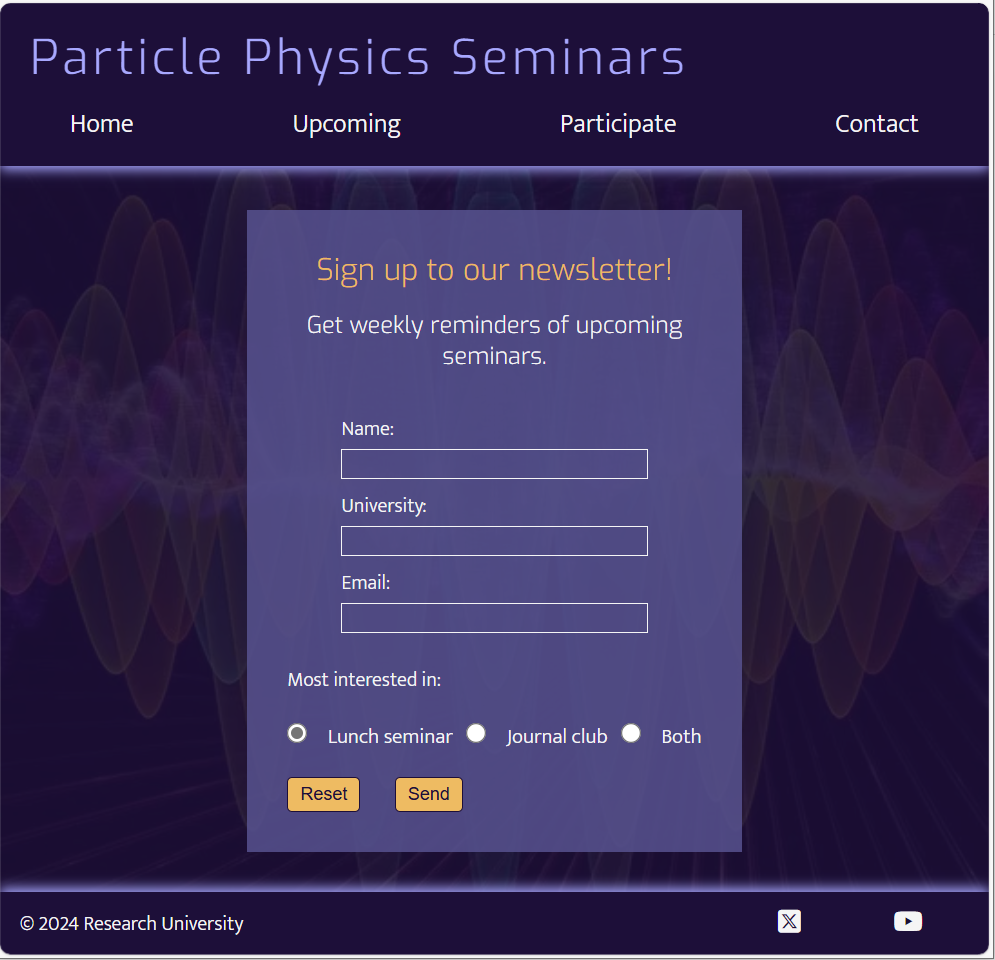 Particle Physics Seminars
Home Upcoming Participate Contact
Sign up to our newsletter!
Get weekly reminders of upcoming
seminars.
Name:
University:
Email:
Most interested in:
Lunch seminar Journal club Both
Reset Send
© 2024 Research University